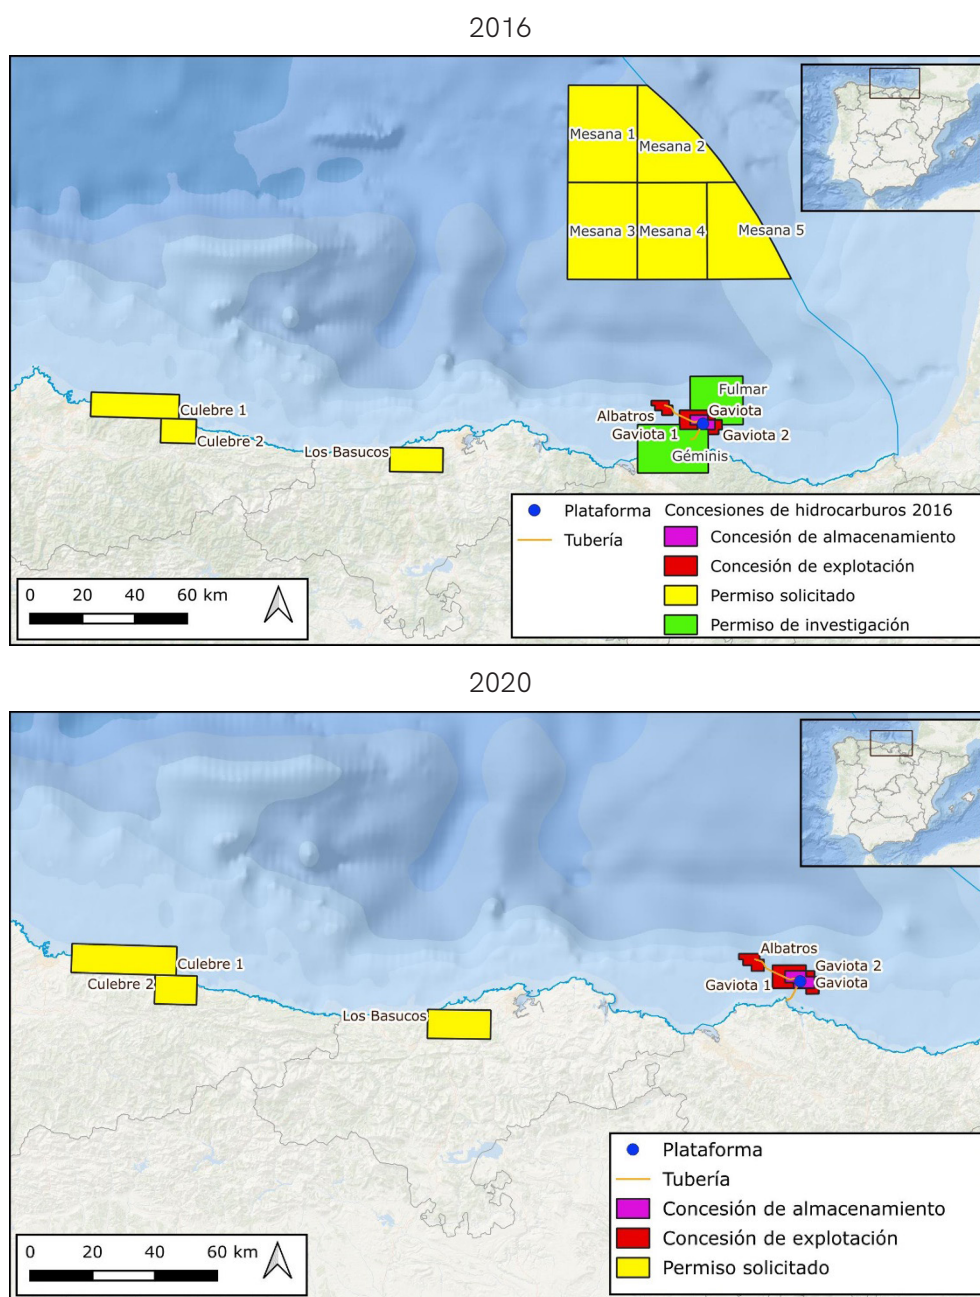 2016
Mesana 1
Mesana 2
Mesana 3
Mesana 4
Mesana 5
Fulmar
Culebre 1
Albatros
Gaviota
Culebre 2
Gaviota 1
Gaviota 2
Los Basucos
Géminis
Plataforma
Tubería
Concesiones de hidrocarburos 2016
Concesión de almacenamiento
Concesión de explotación
Permiso solicitado
Permiso de investigación
0 20 40 60 km
2020
Albatros
Culebre 1
Gaviota 2
Culebre 2
Gaviota 1
Gaviota
Los Basucos
Plataforma
Tubería
Concesión de almacenamiento
Concesión de explotación
Permiso solicitado
0 20 40 60 km